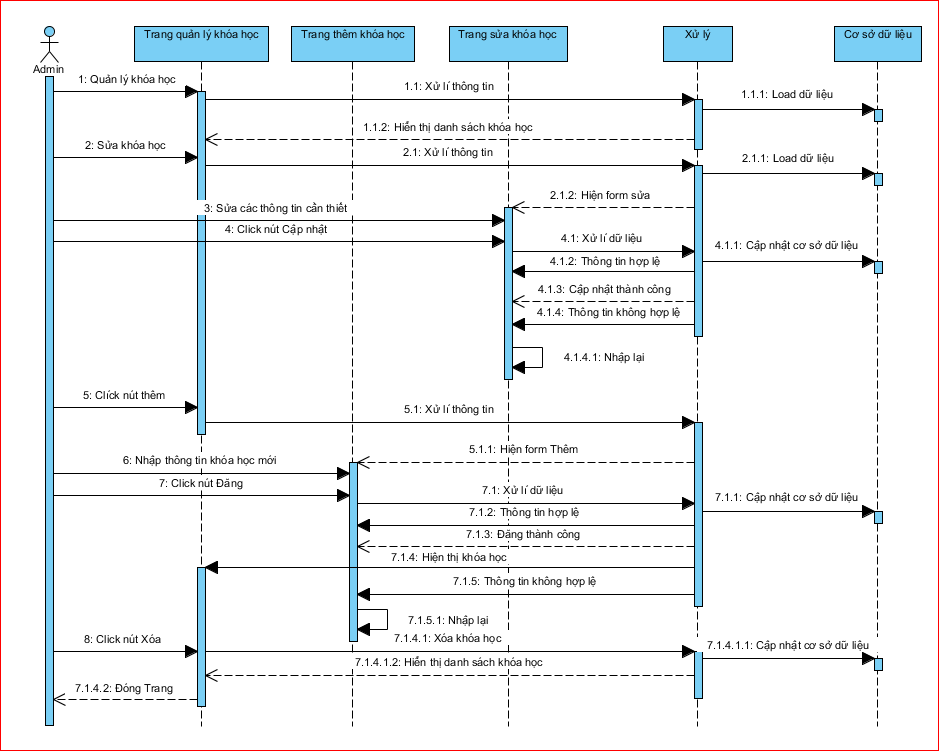 Trang quản lý khóa học
Trang thêm khóa học
Trang sửa khóa học
Xử lý
Cơ sở dữ liệu
Admin
1: Quản lý khóa học
1.1: Xử lí thông tin
1.1.1: Load dữ liệu
1.1.2: Hiển thị danh sách khóa học
2: Sửa khóa học
2.1: Xử lí thông tin
2.1.1: Load dữ liệu
2.1.2: Hiện form sửa
3: Sửa các thông tin cần thiết
4: Click nút Cập nhật
4.1: Xử lí dữ liệu
4.1.1: Cập nhật cơ sở dữ liệu
4.1.2: Thông tin hợp lệ
4.1.3: Cập nhật thành công
4.1.4: Thông tin không hợp lệ
4.1.4.1: Nhập lại
5: Clíck nút thêm
5.1: Xử lí thông tin
5.1.1: Hiện form Thêm
6: Nhập thông tin khóa học mới
7: Click nút Đăng
7.1: Xử lí dữ liệu
7.1.1: Cập nhật cơ sở dữ liệu
7.1.2: Thông tin hợp lệ
7.1.3: Đăng thành công
7.1.4: Hiện thị khóa học
7.1.5: Thông tin không hợp lệ
7.1.5.1: Nhập lại
8: Click nút Xóa
7.1.4.1: Xóa khóa học
7.1.4.1.1: Cập nhật cơ sở dữ liệu
7.1.4.1.2: Hiển thị danh sách khóa học
7.1.4.2: Đóng Trang